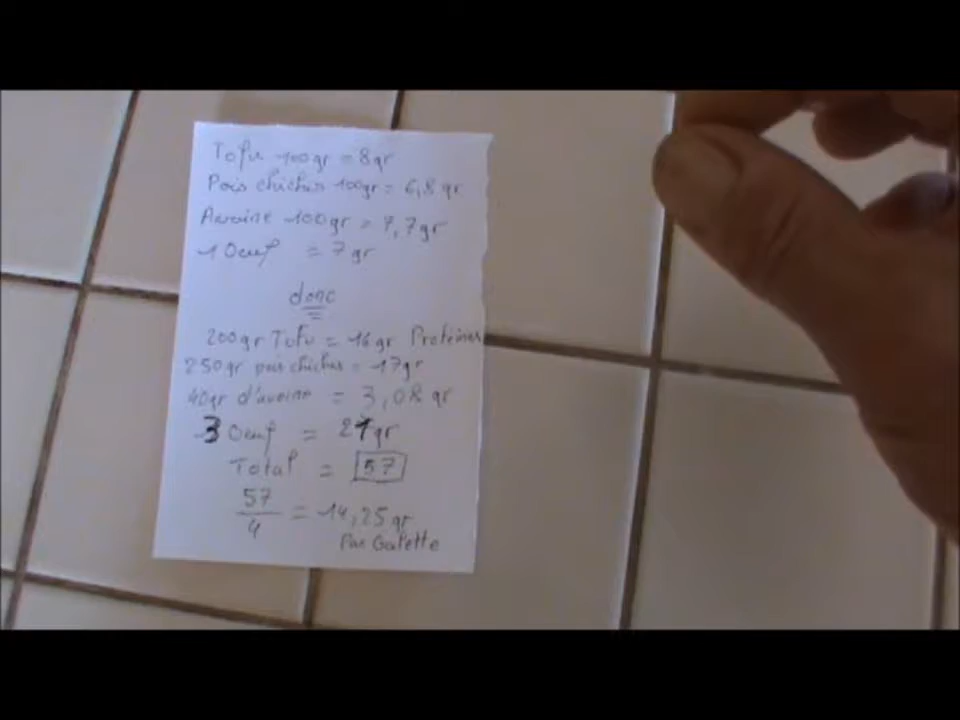 Tofu 100gr = 8gr
Pois chiches 100gr = 6,8 gr
Avoine 100gr = 7,7gr
1 Oeuf = 7 gr
donc
200gr Tofu = 16gr Protéines
250gr pois chiches = 17gr
40gr d'avoine = 3,08 gr
3 Oeuf = 21gr
Total = 57
57
4
= 14,25gr
Par Galette